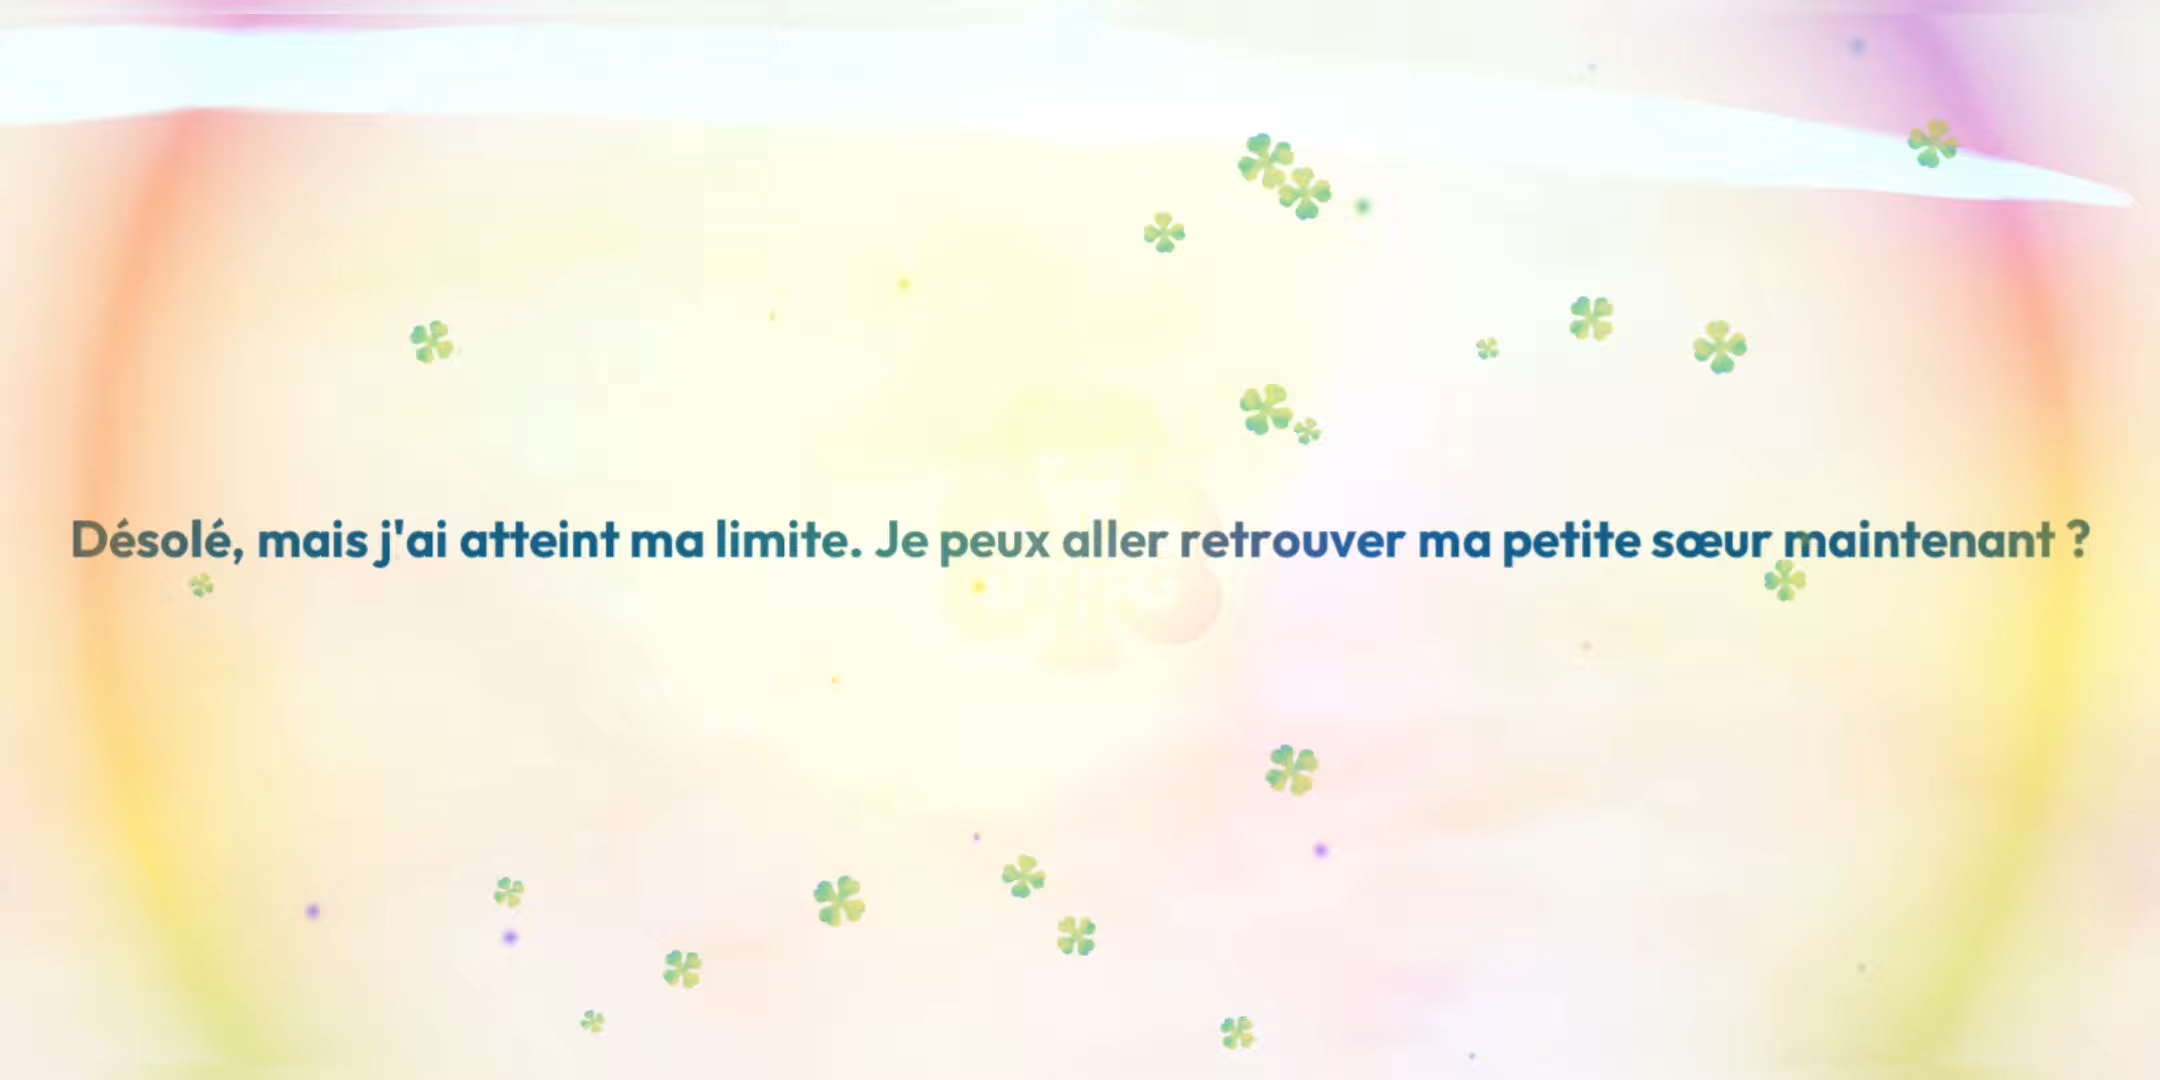 Désolé, mais j'ai atteint ma limite. Je peux aller retrouver ma petite sœur maintenant ?